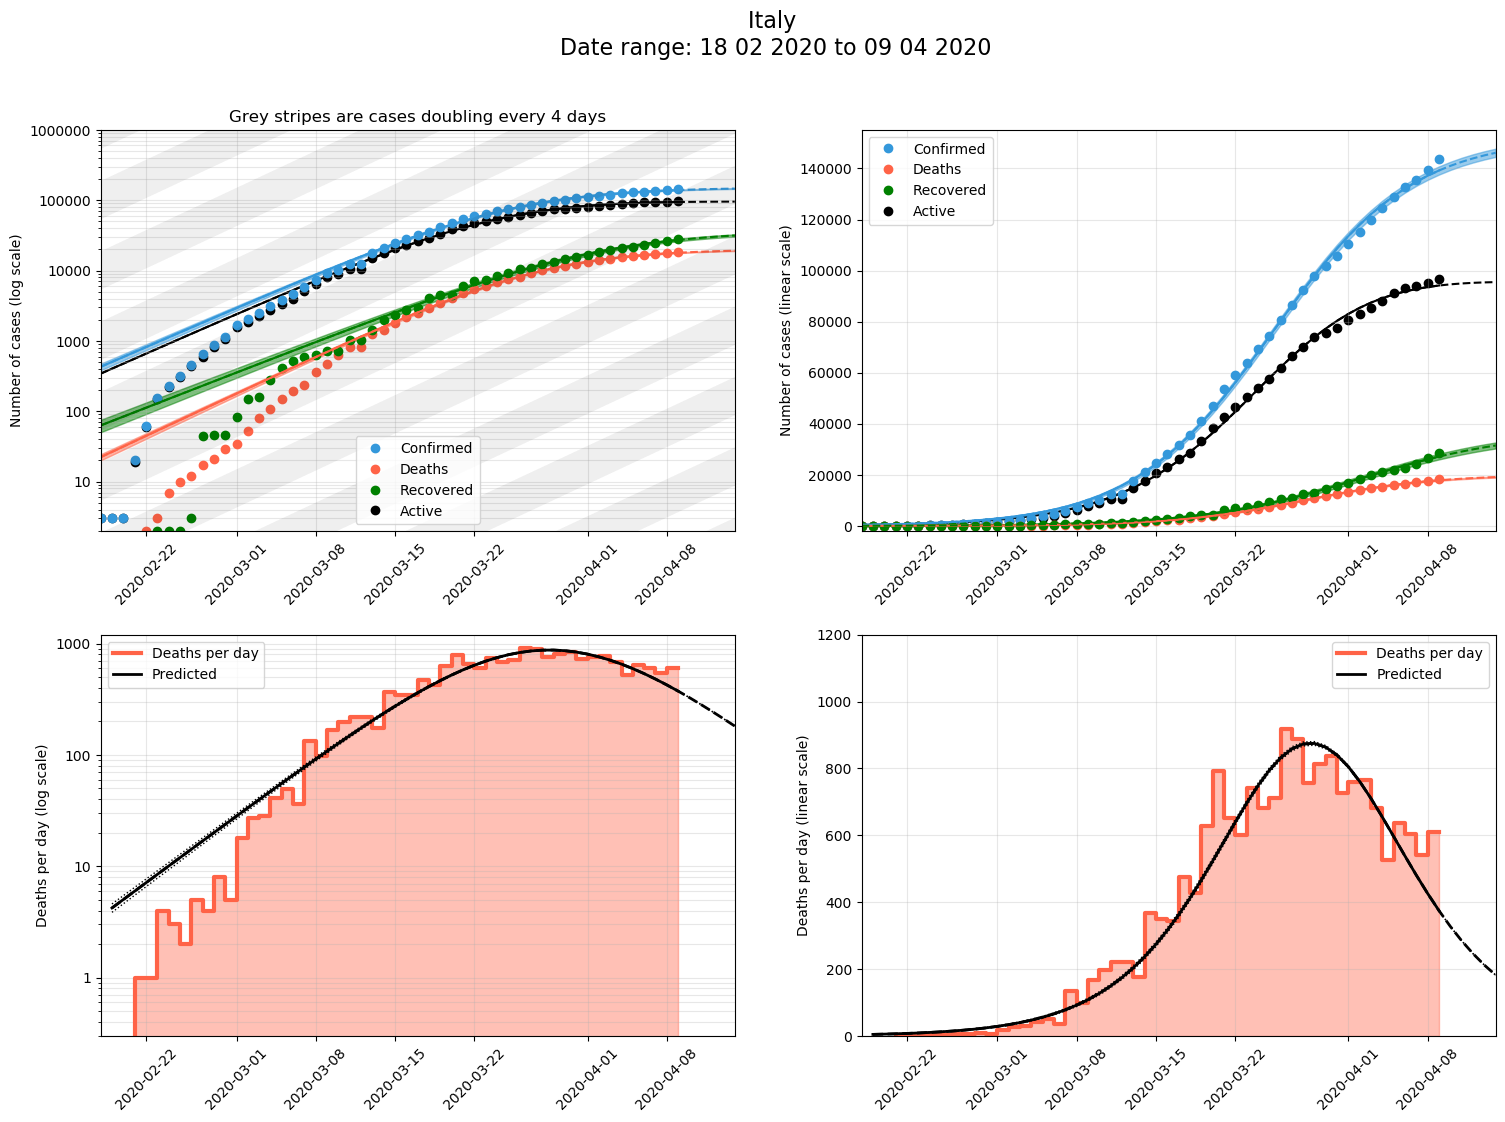 Italy
Date range: 18 02 2020 to 09 04 2020
Grey stripes are cases doubling every 4 days
Number of cases (log scale)
1000000
100000
10000
1000
100
10
Confirmed
Deaths
Recovered
Active
2020-02-22
2020-03-01
2020-03-08
2020-03-15
2020-03-22
2020-04-01
2020-04-08
Number of cases (linear scale)
140000
120000
100000
80000
60000
40000
20000
0
Confirmed
Deaths
Recovered
Active
2020-02-22
2020-03-01
2020-03-08
2020-03-15
2020-03-22
2020-04-01
2020-04-08
Deaths per day (log scale)
1000
100
10
1
Deaths per day
Predicted
2020-02-22
2020-03-01
2020-03-08
2020-03-15
2020-03-22
2020-04-01
2020-04-08
Deaths per day (linear scale)
1200
1000
800
600
400
200
0
Deaths per day
Predicted
2020-02-22
2020-03-01
2020-03-08
2020-03-15
2020-03-22
2020-04-01
2020-04-08